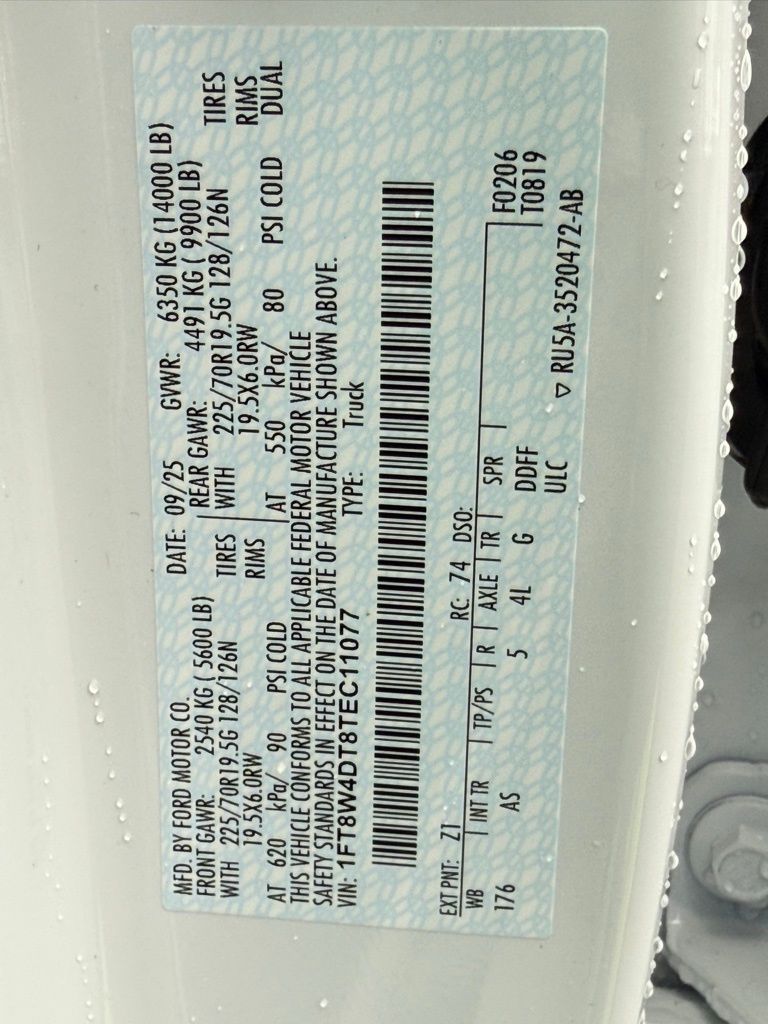 MFD. BY FORD MOTOR CO.
DATE: 09/25 GVWR: 6350 KG (14000 LB)
FRONT GAWR: 2540 KG ( 5600 LB) REAR GAWR: 4491 KG ( 9900 LB)
WITH 225/70R19.5G 128/126N TIRES WITH 225/70R19.5G 128/126N TIRES
19.5X6.0RW RIMS 19.5X6.0RW RIMS
AT 620 kPa/ 90 PSI COLD AT 550 kPa/ 80 PSI COLD DUAL
THIS VEHICLE CONFORMS TO ALL APPLICABLE FEDERAL MOTOR VEHICLE
SAFETY STANDARDS IN EFFECT ON THE DATE OF MANUFACTURE SHOWN ABOVE.
VIN: 1FT8W4DT8TEC11077 TYPE: Truck
EXT PNT: Z1 RC: 74 DSO:
WB INT TR TP/PS R AXLE TR SPR F0206
176 AS 5 4L G DDFF T0819
ULC
▽ RU5A-3520472-AB